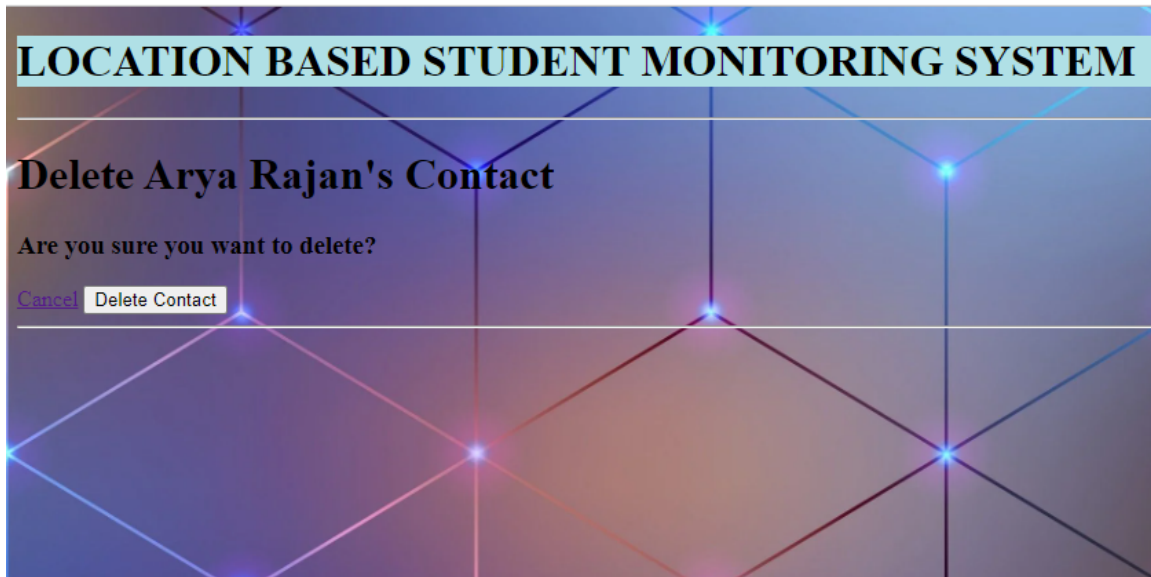 LOCATION BASED STUDENT MONITORING SYSTEM
Delete Arya Rajan's Contact
Are you sure you want to delete?
Cancel Delete Contact